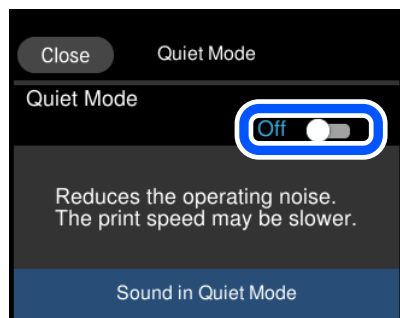 Close
Quiet Mode
Quiet Mode
Off
Reduces the operating noise.
The print speed may be slower.
Sound in Quiet Mode